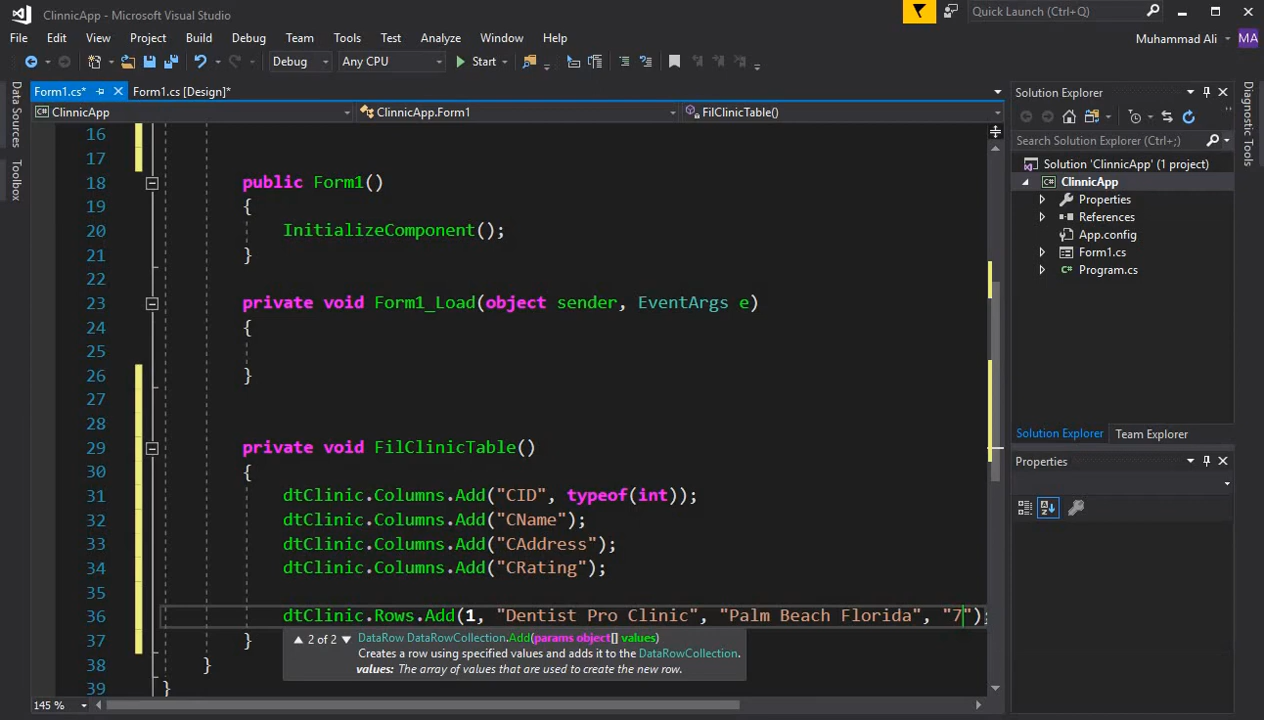 ClinnicApp - Microsoft Visual Studio
Quick Launch (Ctrl+Q)
File Edit View Project Build Debug Team Tools Test Analyze Window Help
Muhammad Ali MA
Debug Any CPU Start
Form1.cs* Form1.cs [Design]*
ClinnicApp ClinnicApp.Form1 FilClinicTable()
Data Sources
Toolbox
16
17
18 public Form1()
19 {
20 InitializeComponent();
21 }
22
23 private void Form1_Load(object sender, EventArgs e)
24 {
25
26 }
27
28
29 private void FilClinicTable()
30 {
31 dtClinic.Columns.Add("CID", typeof(int));
32 dtClinic.Columns.Add("CName");
33 dtClinic.Columns.Add("CAddress");
34 dtClinic.Columns.Add("CRating");
35
36 dtClinic.Rows.Add(1, "Dentist Pro Clinic", "Palm Beach Florida", "7");
37 }
38 }
39 }
2 of 2 DataRow DataRowCollection.Add(params object[] values)
Creates a row using specified values and adds it to the DataRowCollection.
values: The array of values that are used to create the new row.
145 %
Solution Explorer
Search Solution Explorer (Ctrl+;)
Solution 'ClinnicApp' (1 project)
ClinnicApp
Properties
References
App.config
Form1.cs
Program.cs
Solution Explorer Team Explorer
Properties
Diagnostic Tools